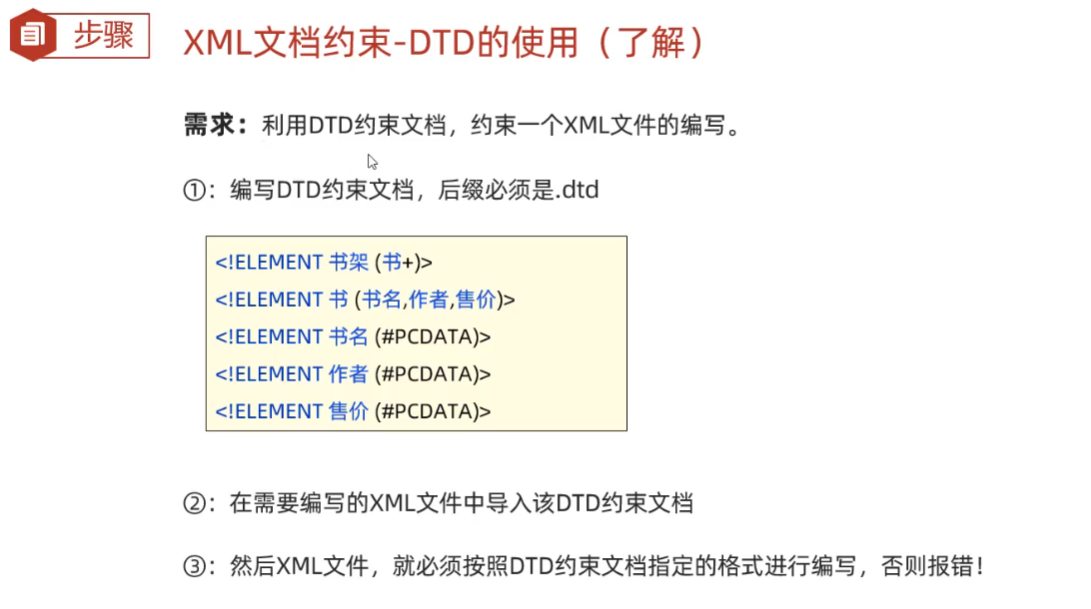 步骤
XML文档约束-DTD的使用（了解）
需求：利用DTD约束文档，约束一个XML文件的编写。
①：编写DTD约束文档，后缀必须是.dtd
<!ELEMENT 书架 (书+)>
<!ELEMENT 书 (书名,作者,售价)>
<!ELEMENT 书名 (#PCDATA)>
<!ELEMENT 作者 (#PCDATA)>
<!ELEMENT 售价 (#PCDATA)>
②：在需要编写的XML文件中导入该DTD约束文档
③：然后XML文件，就必须按照DTD约束文档指定的格式进行编写，否则报错！